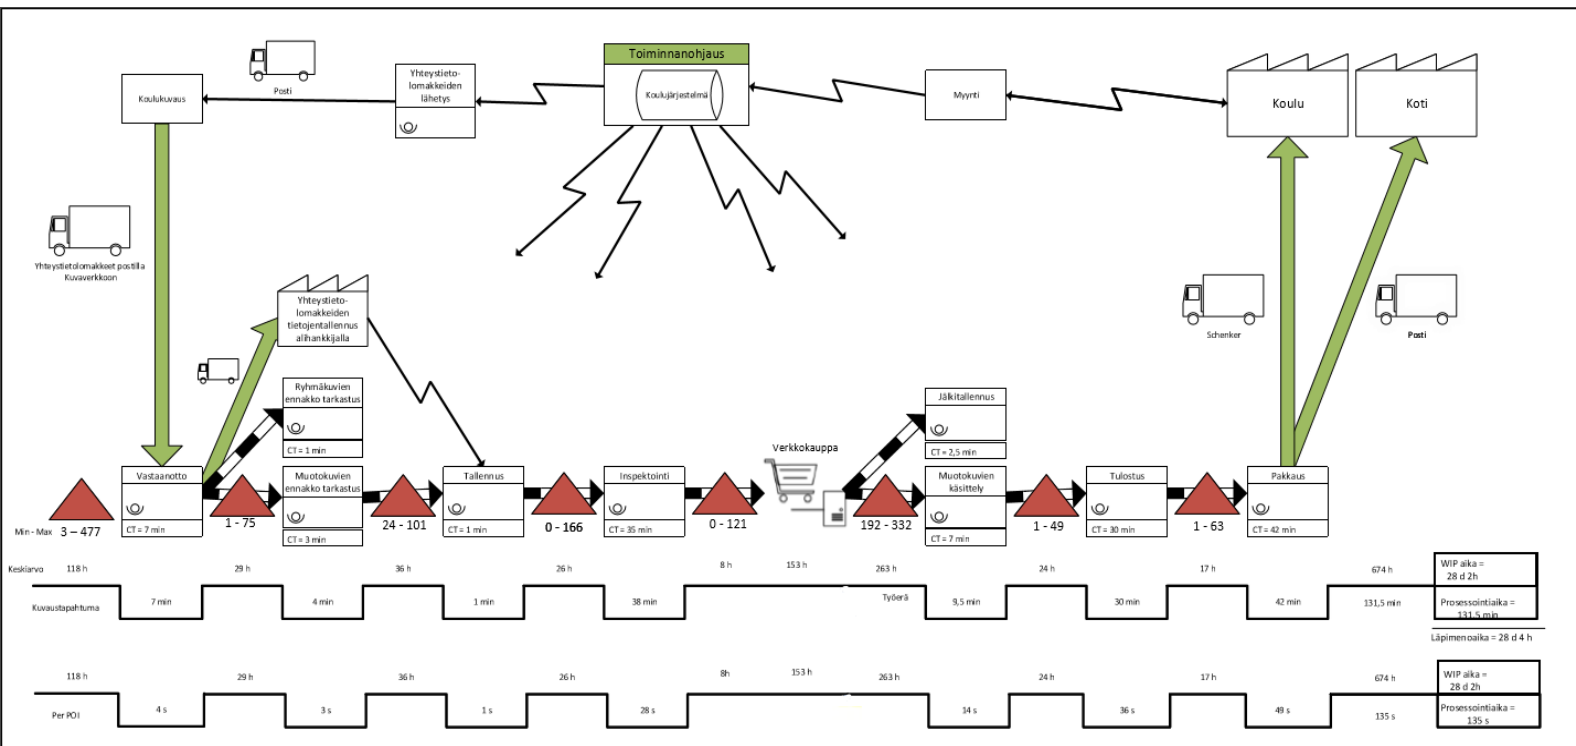 Toiminnanohjaus
Koulujärjestelmä
Posti
Koulukuvaus
Yhteystieto-
lomakkeiden
lähetys
Myynti
Koulu
Koti
Yhteystietolomakkeet postilla
Kuvaverkkoon
Yhteystieto-
lomakkeiden
tietojentallennus
alihankkijalla
Schenker
Posti
Ryhmäkuvien
ennakko tarkastus
CT = 1 min
Jälkitallennus
CT = 2,5 min
Verkkokauppa
Vastaanotto
CT = 7 min
Muotokuvien
ennakko tarkastus
CT = 3 min
Tallennus
CT = 1 min
Inspektointi
CT = 35 min
Muotokuvien
käsittely
CT = 7 min
Tulostus
CT = 30 min
Pakkaus
CT = 42 min
Min - Max
3 – 477
1 - 75
24 - 101
0 - 166
0 - 121
192 - 332
1 - 49
1 - 63
Keskiarvo
118 h
29 h
36 h
26 h
8 h
153 h
263 h
24 h
17 h
674 h
WIP aika =
28 d 2h
Kuvaustapahtuma
7 min
4 min
1 min
38 min
Työerä
9,5 min
30 min
42 min
131,5 min
Prosessointiaika =
131,5 min
Läpimenoaika = 28 d 4 h
118 h
29 h
36 h
26 h
8h
153 h
263 h
24 h
17 h
674 h
WIP aika =
28 d 2h
Per POI
4 s
3 s
1 s
28 s
14 s
36 s
49 s
135 s
Prosessointiaika =
135 s